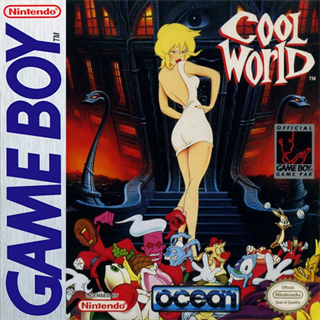 Nintendo
GAME BOY
TM
COOL
WORLD
TM
OFFICIAL
GAME BOY
GAME PAK
LICENSED BY
Nintendo
ocean
Official
Nintendo
Seal of Quality